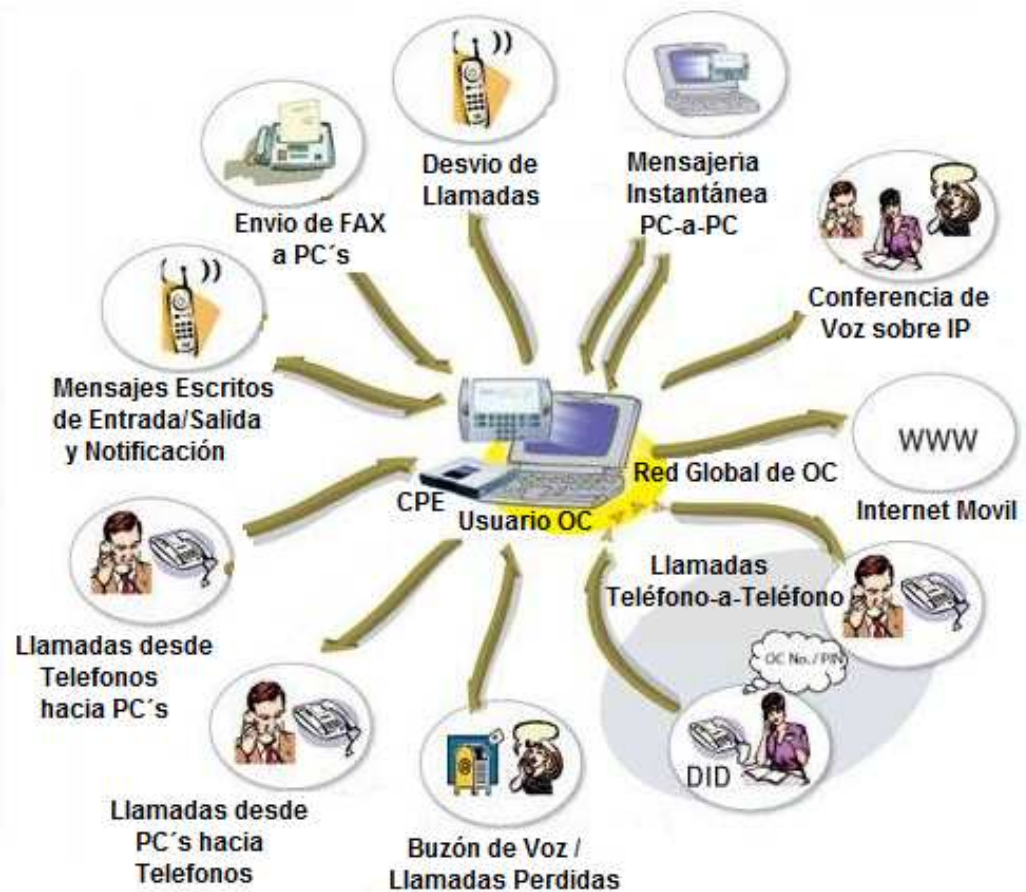 Desvio de
Llamadas
Mensajeria
Instantánea
PC-a-PC
Envio de FAX
a PC´s
Conferencia de
Voz sobre IP
Mensajes Escritos
de Entrada/Salida
y Notificación
WWW
Internet Movil
Red Global de OC
CPE
Usuario OC
Llamadas
Teléfono-a-Teléfono
OC No./PIN
DID
Llamadas desde
Telefonos
hacia PC´s
Llamadas desde
PC´s hacia
Telefonos
Buzón de Voz /
Llamadas Perdidas